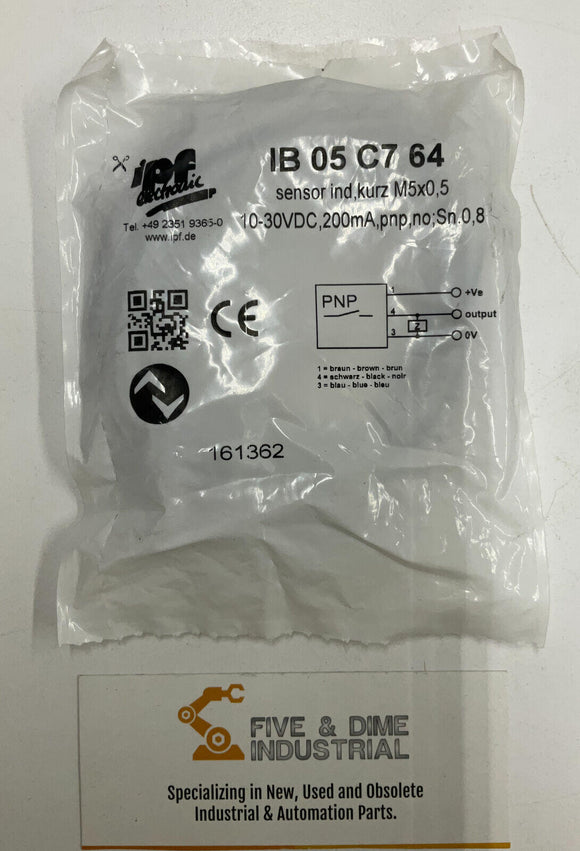 ipf
electronic
Tel. +49 2351 9365-0
www.ipf.de
IB 05 C7 64
sensor ind,kurz M5x0,5
10-30VDC,200mA,pnp,no;Sn.0,8
PNP
1
+Ve
4
output
Z
3
0V
CE
1 = braun - brown - brun
4 = schwarz - black - noir
3 = blau - blue - bleu
161362
FIVE & DIME
INDUSTRIAL
Specializing in New, Used and Obsolete
Industrial & Automation Parts.